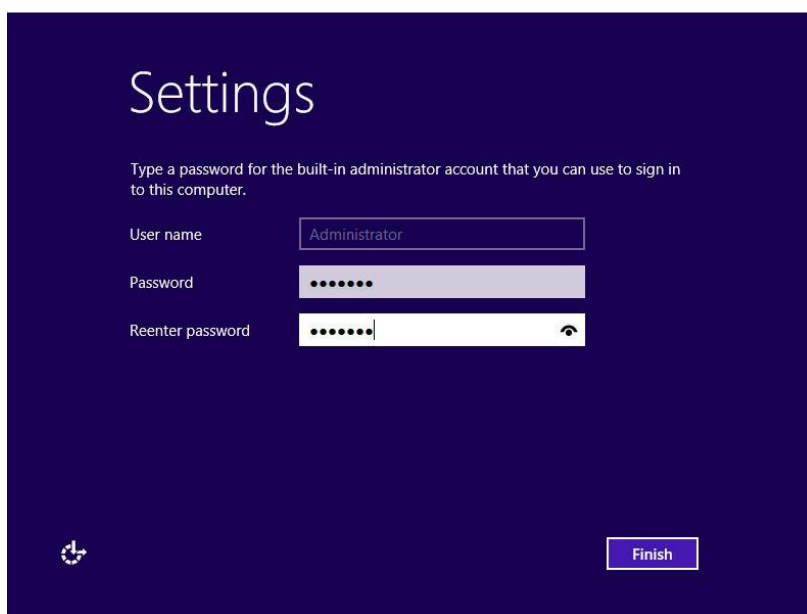 Settings
Type a password for the built-in administrator account that you can use to sign in
to this computer.
User name Administrator
Password •••••••
Reenter password •••••••
Finish